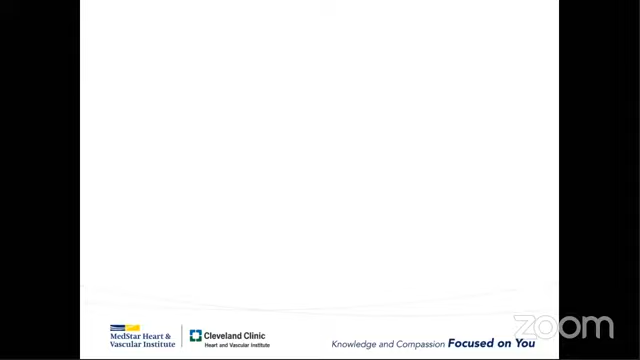 MedStar Heart &
Vascular Institute
Cleveland Clinic
Heart and Vascular Institute
Knowledge and Compassion Focused on You
zoom